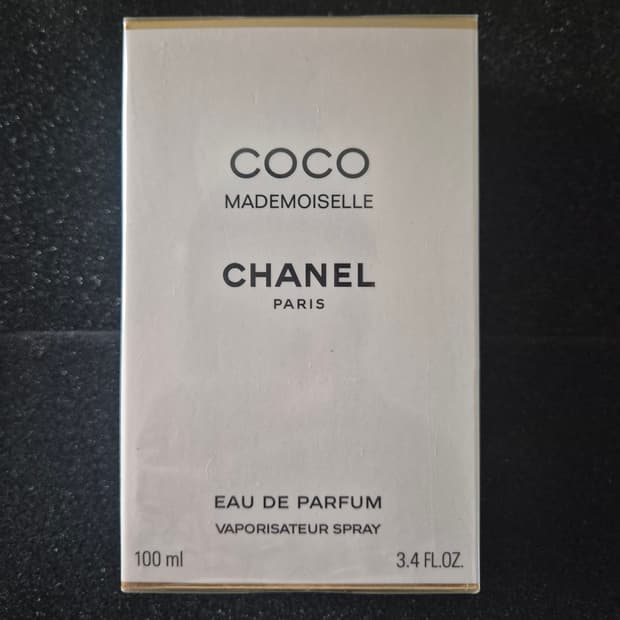 COCO
MADEMOISELLE
CHANEL
PARIS
EAU DE PARFUM
VAPORISATEUR SPRAY
100 ml 3.4 FL.OZ.